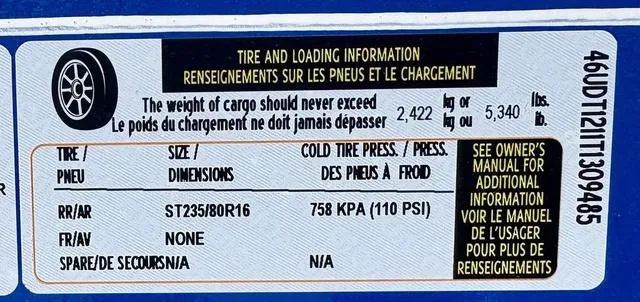 TIRE AND LOADING INFORMATION
RENSEIGNEMENTS SUR LES PNEUS ET LE CHARGEMENT
The weight of cargo should never exceed 2,422 kg or 5,340 lbs.
Le poids du chargement ne doit jamais dépasser kg ou lb.
TIRE / SIZE / COLD TIRE PRESS. / PRESS.
PNEU DIMENSIONS DES PNEUS À FROID
RR/AR ST235/80R16 758 KPA (110 PSI)
FR/AV NONE
SPARE/DE SECOURS N/A N/A
SEE OWNER'S
MANUAL FOR
ADDITIONAL
INFORMATION
VOIR LE MANUEL
DE L'USAGER
POUR PLUS DE
RENSEIGNEMENTS
R